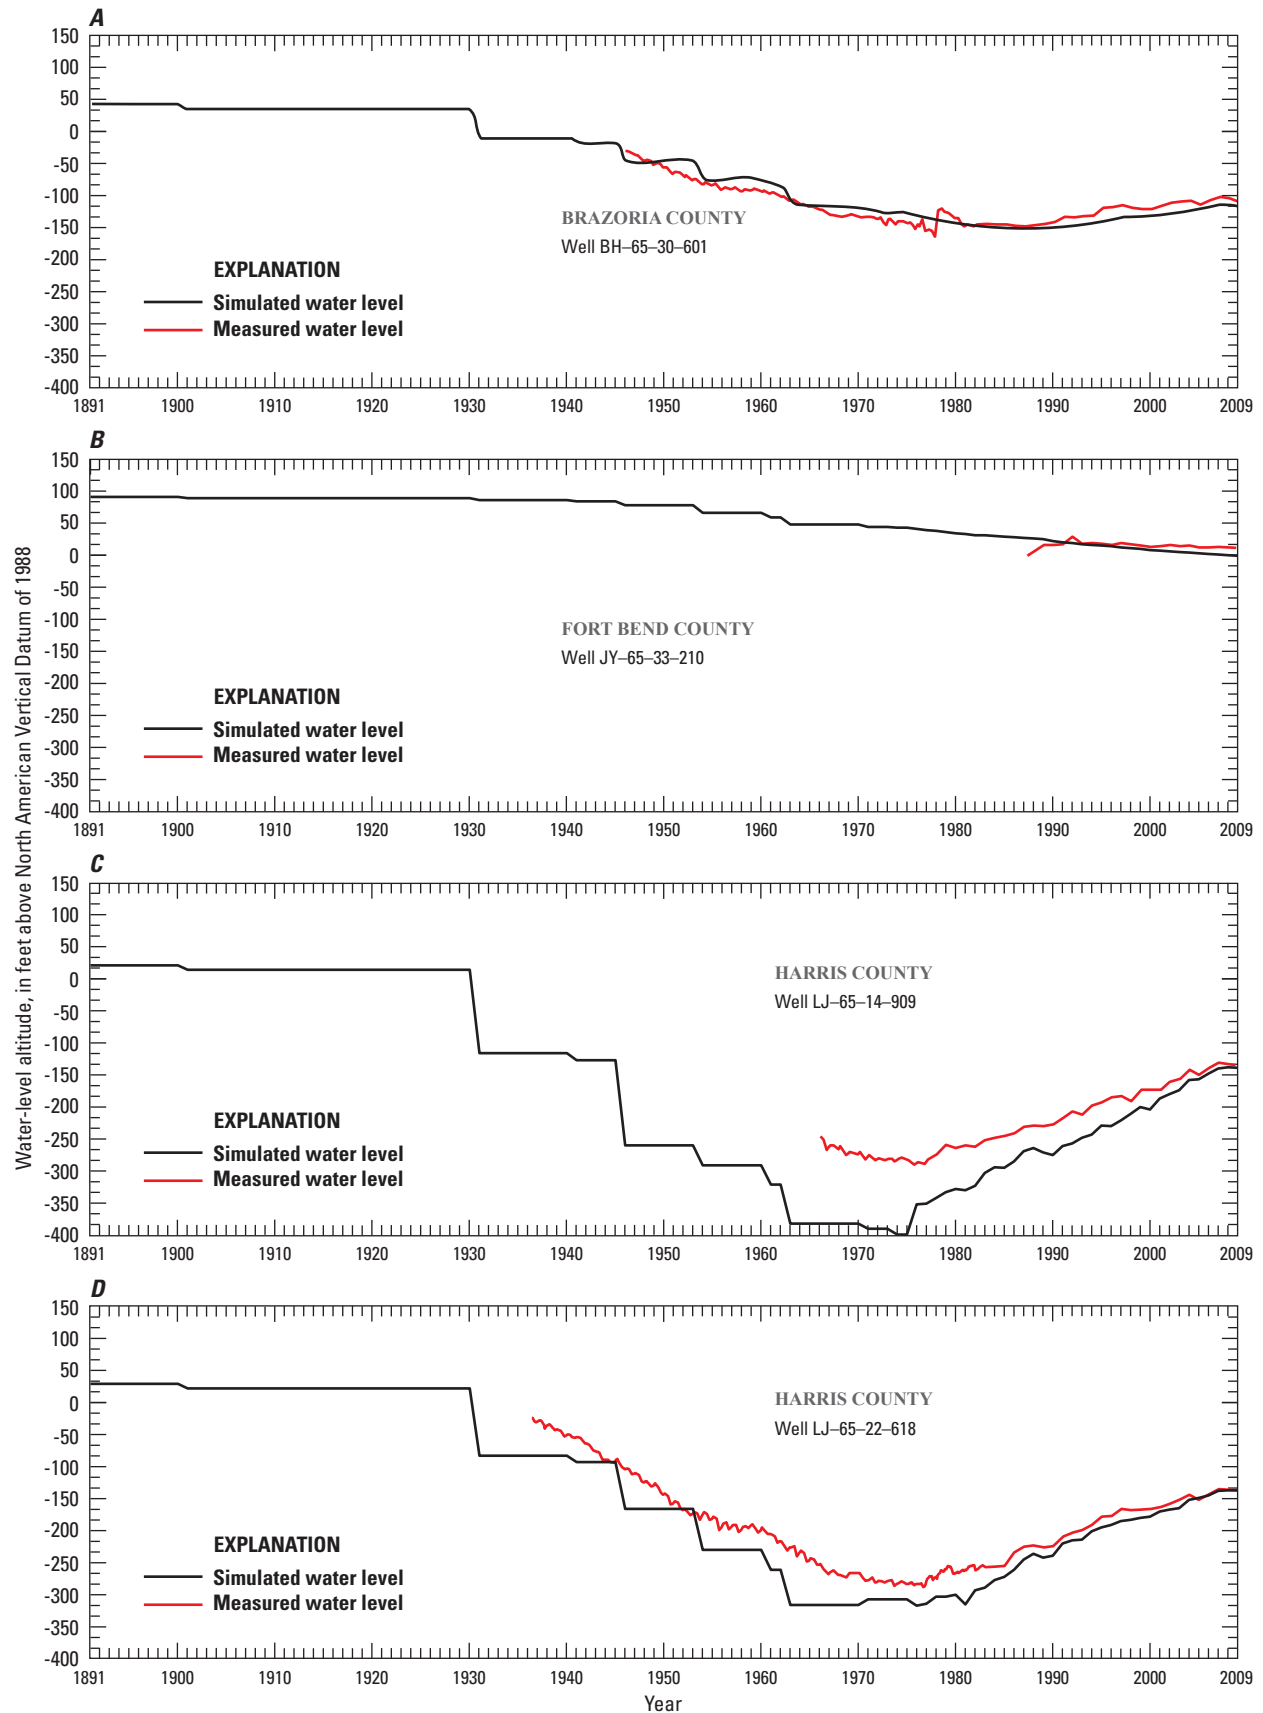 A
150
100
50
0
-50
-100
-150
-200
-250
-300
-350
-400
BRAZORIA COUNTY
Well BH–65–30–601
EXPLANATION
Simulated water level
Measured water level
1891 1900 1910 1920 1930 1940 1950 1960 1970 1980 1990 2000 2009
B
150
100
50
0
-50
-100
-150
-200
-250
-300
-350
-400
FORT BEND COUNTY
Well JY–65–33–210
EXPLANATION
Simulated water level
Measured water level
1891 1900 1910 1920 1930 1940 1950 1960 1970 1980 1990 2000 2009
Water-level altitude, in feet above North American Vertical Datum of 1988
C
150
100
50
0
-50
-100
-150
-200
-250
-300
-350
-400
HARRIS COUNTY
Well LJ–65–14–909
EXPLANATION
Simulated water level
Measured water level
1891 1900 1910 1920 1930 1940 1950 1960 1970 1980 1990 2000 2009
D
150
100
50
0
-50
-100
-150
-200
-250
-300
-350
-400
HARRIS COUNTY
Well LJ–65–22–618
EXPLANATION
Simulated water level
Measured water level
1891 1900 1910 1920 1930 1940 1950 1960 1970 1980 1990 2000 2009
Year